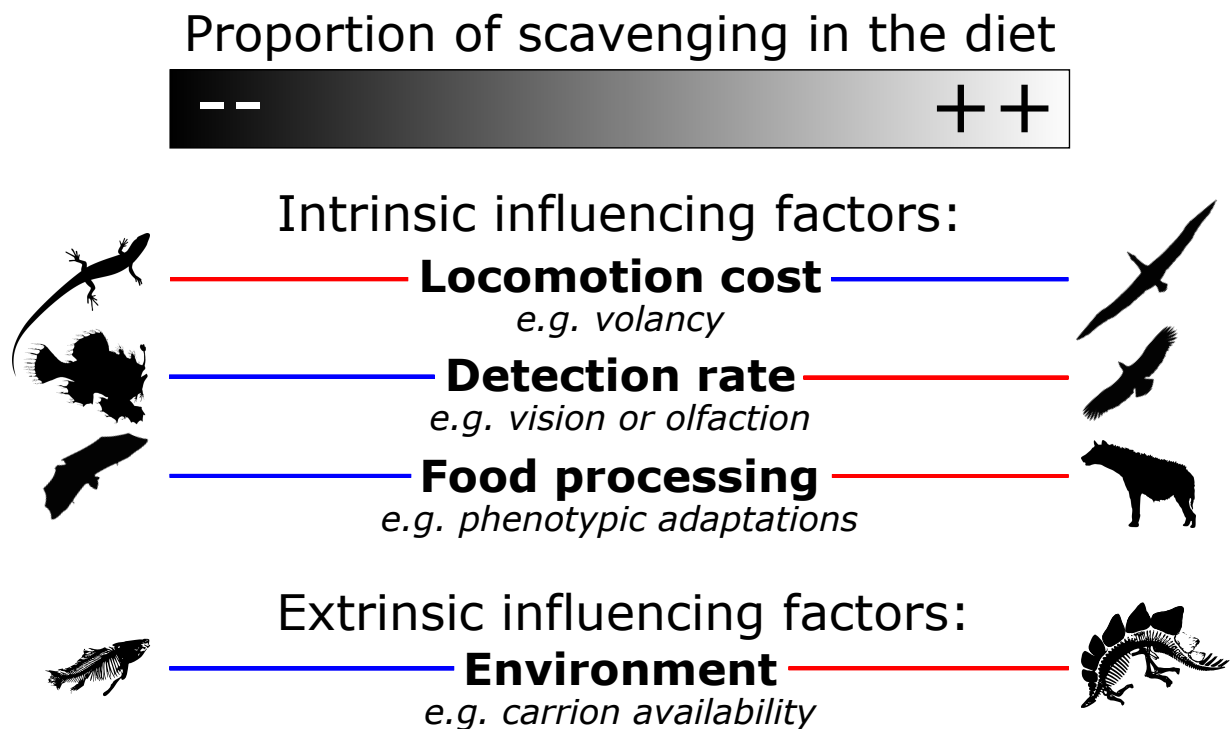 Proportion of scavenging in the diet
-- ++
Intrinsic influencing factors:
Locomotion cost
e.g. volancy
Detection rate
e.g. vision or olfaction
Food processing
e.g. phenotypic adaptations
Extrinsic influencing factors:
Environment
e.g. carrion availability